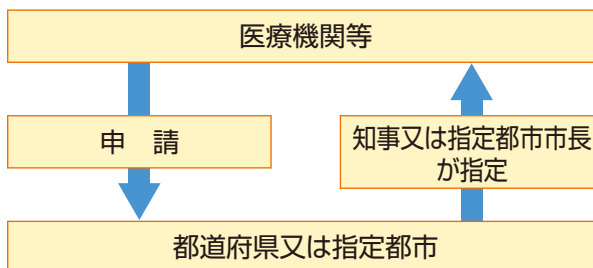 医療機関等
申　請
知事又は指定都市市長
が指定
都道府県又は指定都市